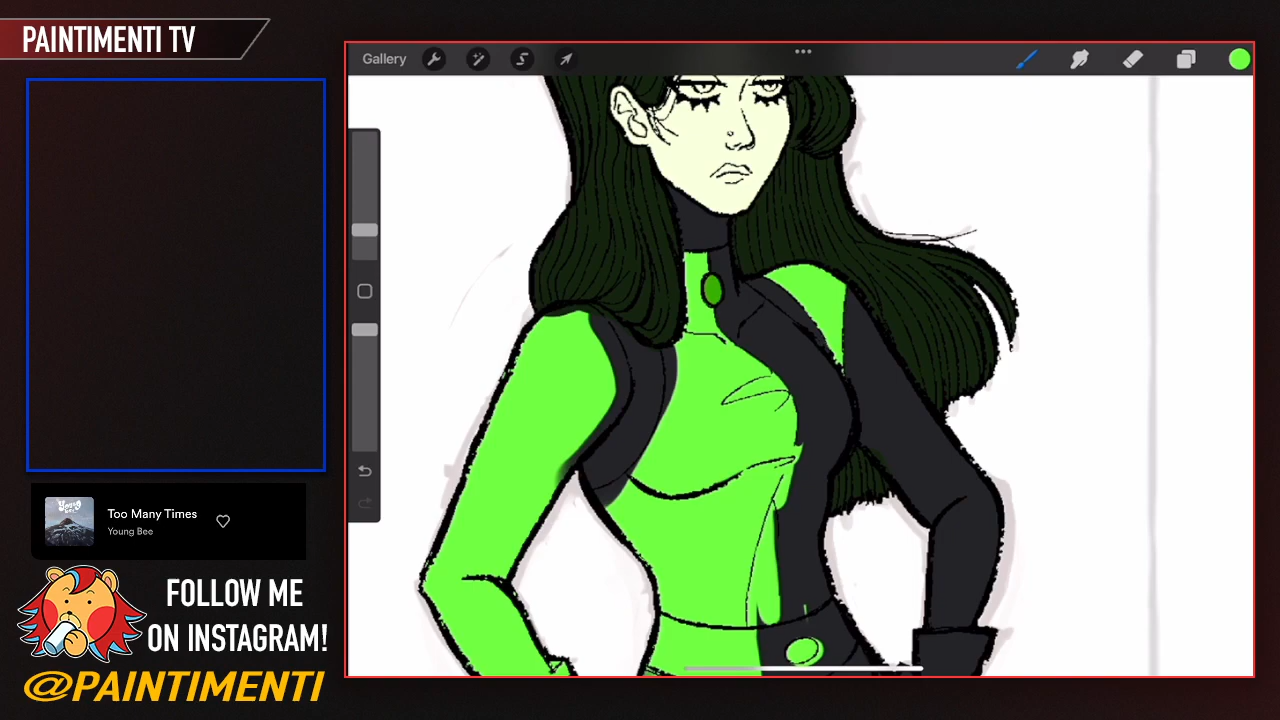 PAINTIMENTI TV
Gallery
Too Many Times
Young Bee
FOLLOW ME
ON INSTAGRAM!
@PAINTIMENTI